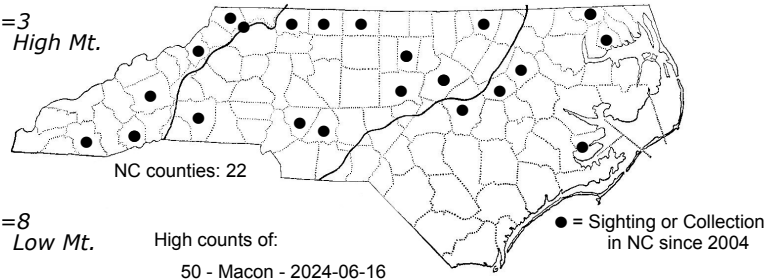 =3
High Mt.
NC counties: 22
=8
Low Mt.
High counts of:
50 - Macon - 2024-06-16
● = Sighting or Collection
in NC since 2004